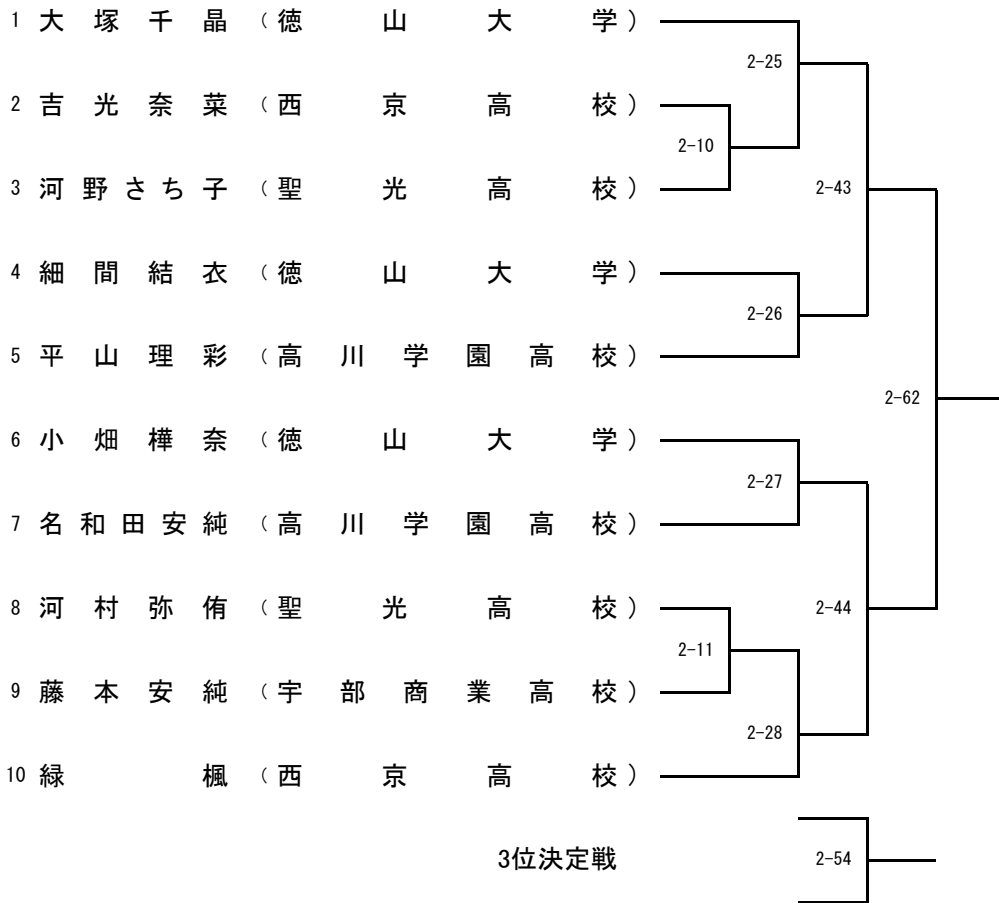 1 大塚千晶（徳山大学）
2-25
2 吉光奈菜（西京高校）
2-10
3 河野さち子（聖光高校）
2-43
4 細間結衣（徳山大学）
2-26
5 平山理彩（高川学園高校）
2-62
6 小畑樺奈（徳山大学）
2-27
7 名和田安純（高川学園高校）
8 河村弥侑（聖光高校）
2-44
2-11
9 藤本安純（宇部商業高校）
2-28
10 緑楓（西京高校）
3位決定戦 2-54